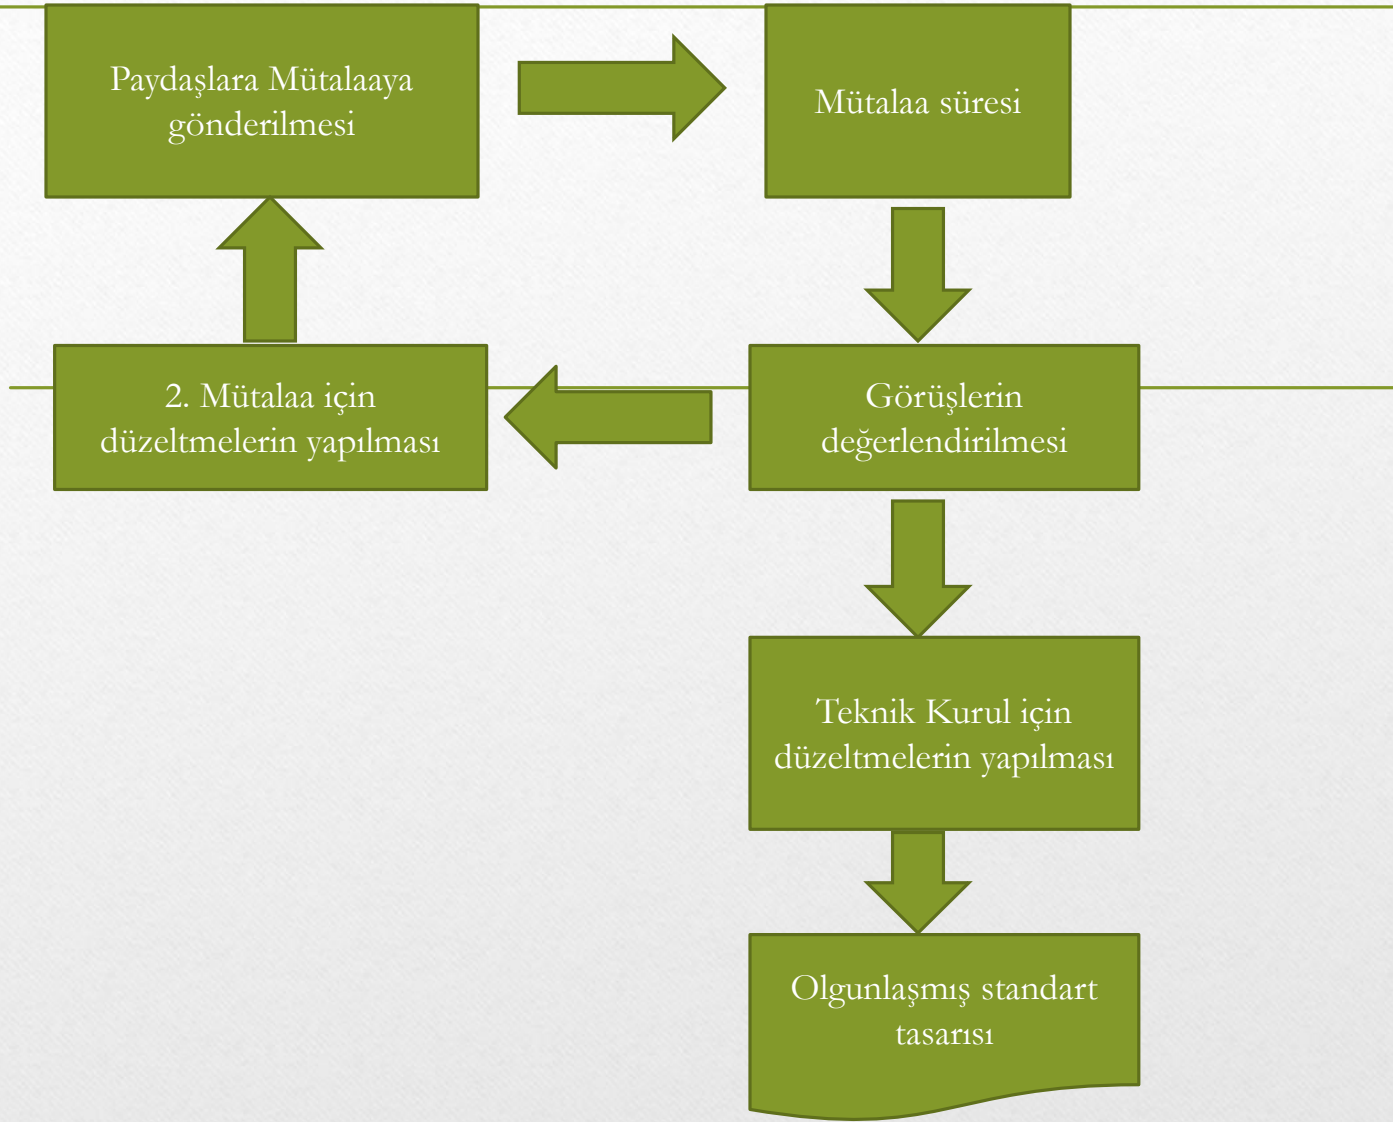 Paydaşlara Mütalaaya
gönderilmesi
Mütalaa süresi
2. Mütalaa için
düzeltmelerin yapılması
Görüşlerin
değerlendirilmesi
Teknik Kurul için
düzeltmelerin yapılması
Olgunlaşmış standart
tasarısı